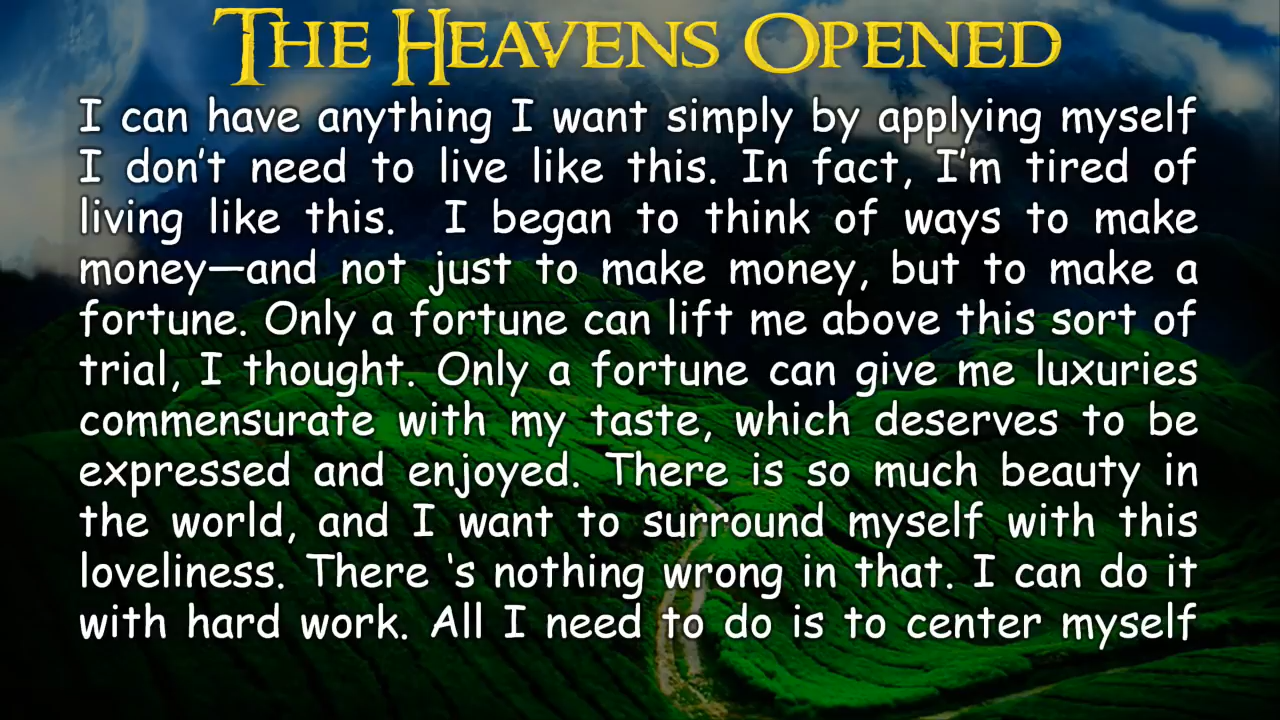 The Heavens Opened
I can have anything I want simply by applying myself
I don't need to live like this. In fact, I'm tired of
living like this.  I began to think of ways to make
money—and not just to make money, but to make a
fortune. Only a fortune can lift me above this sort of
trial, I thought. Only a fortune can give me luxuries
commensurate with my taste, which deserves to be
expressed and enjoyed. There is so much beauty in
the world, and I want to surround myself with this
loveliness. There ‘s nothing wrong in that. I can do it
with hard work. All I need to do is to center myself